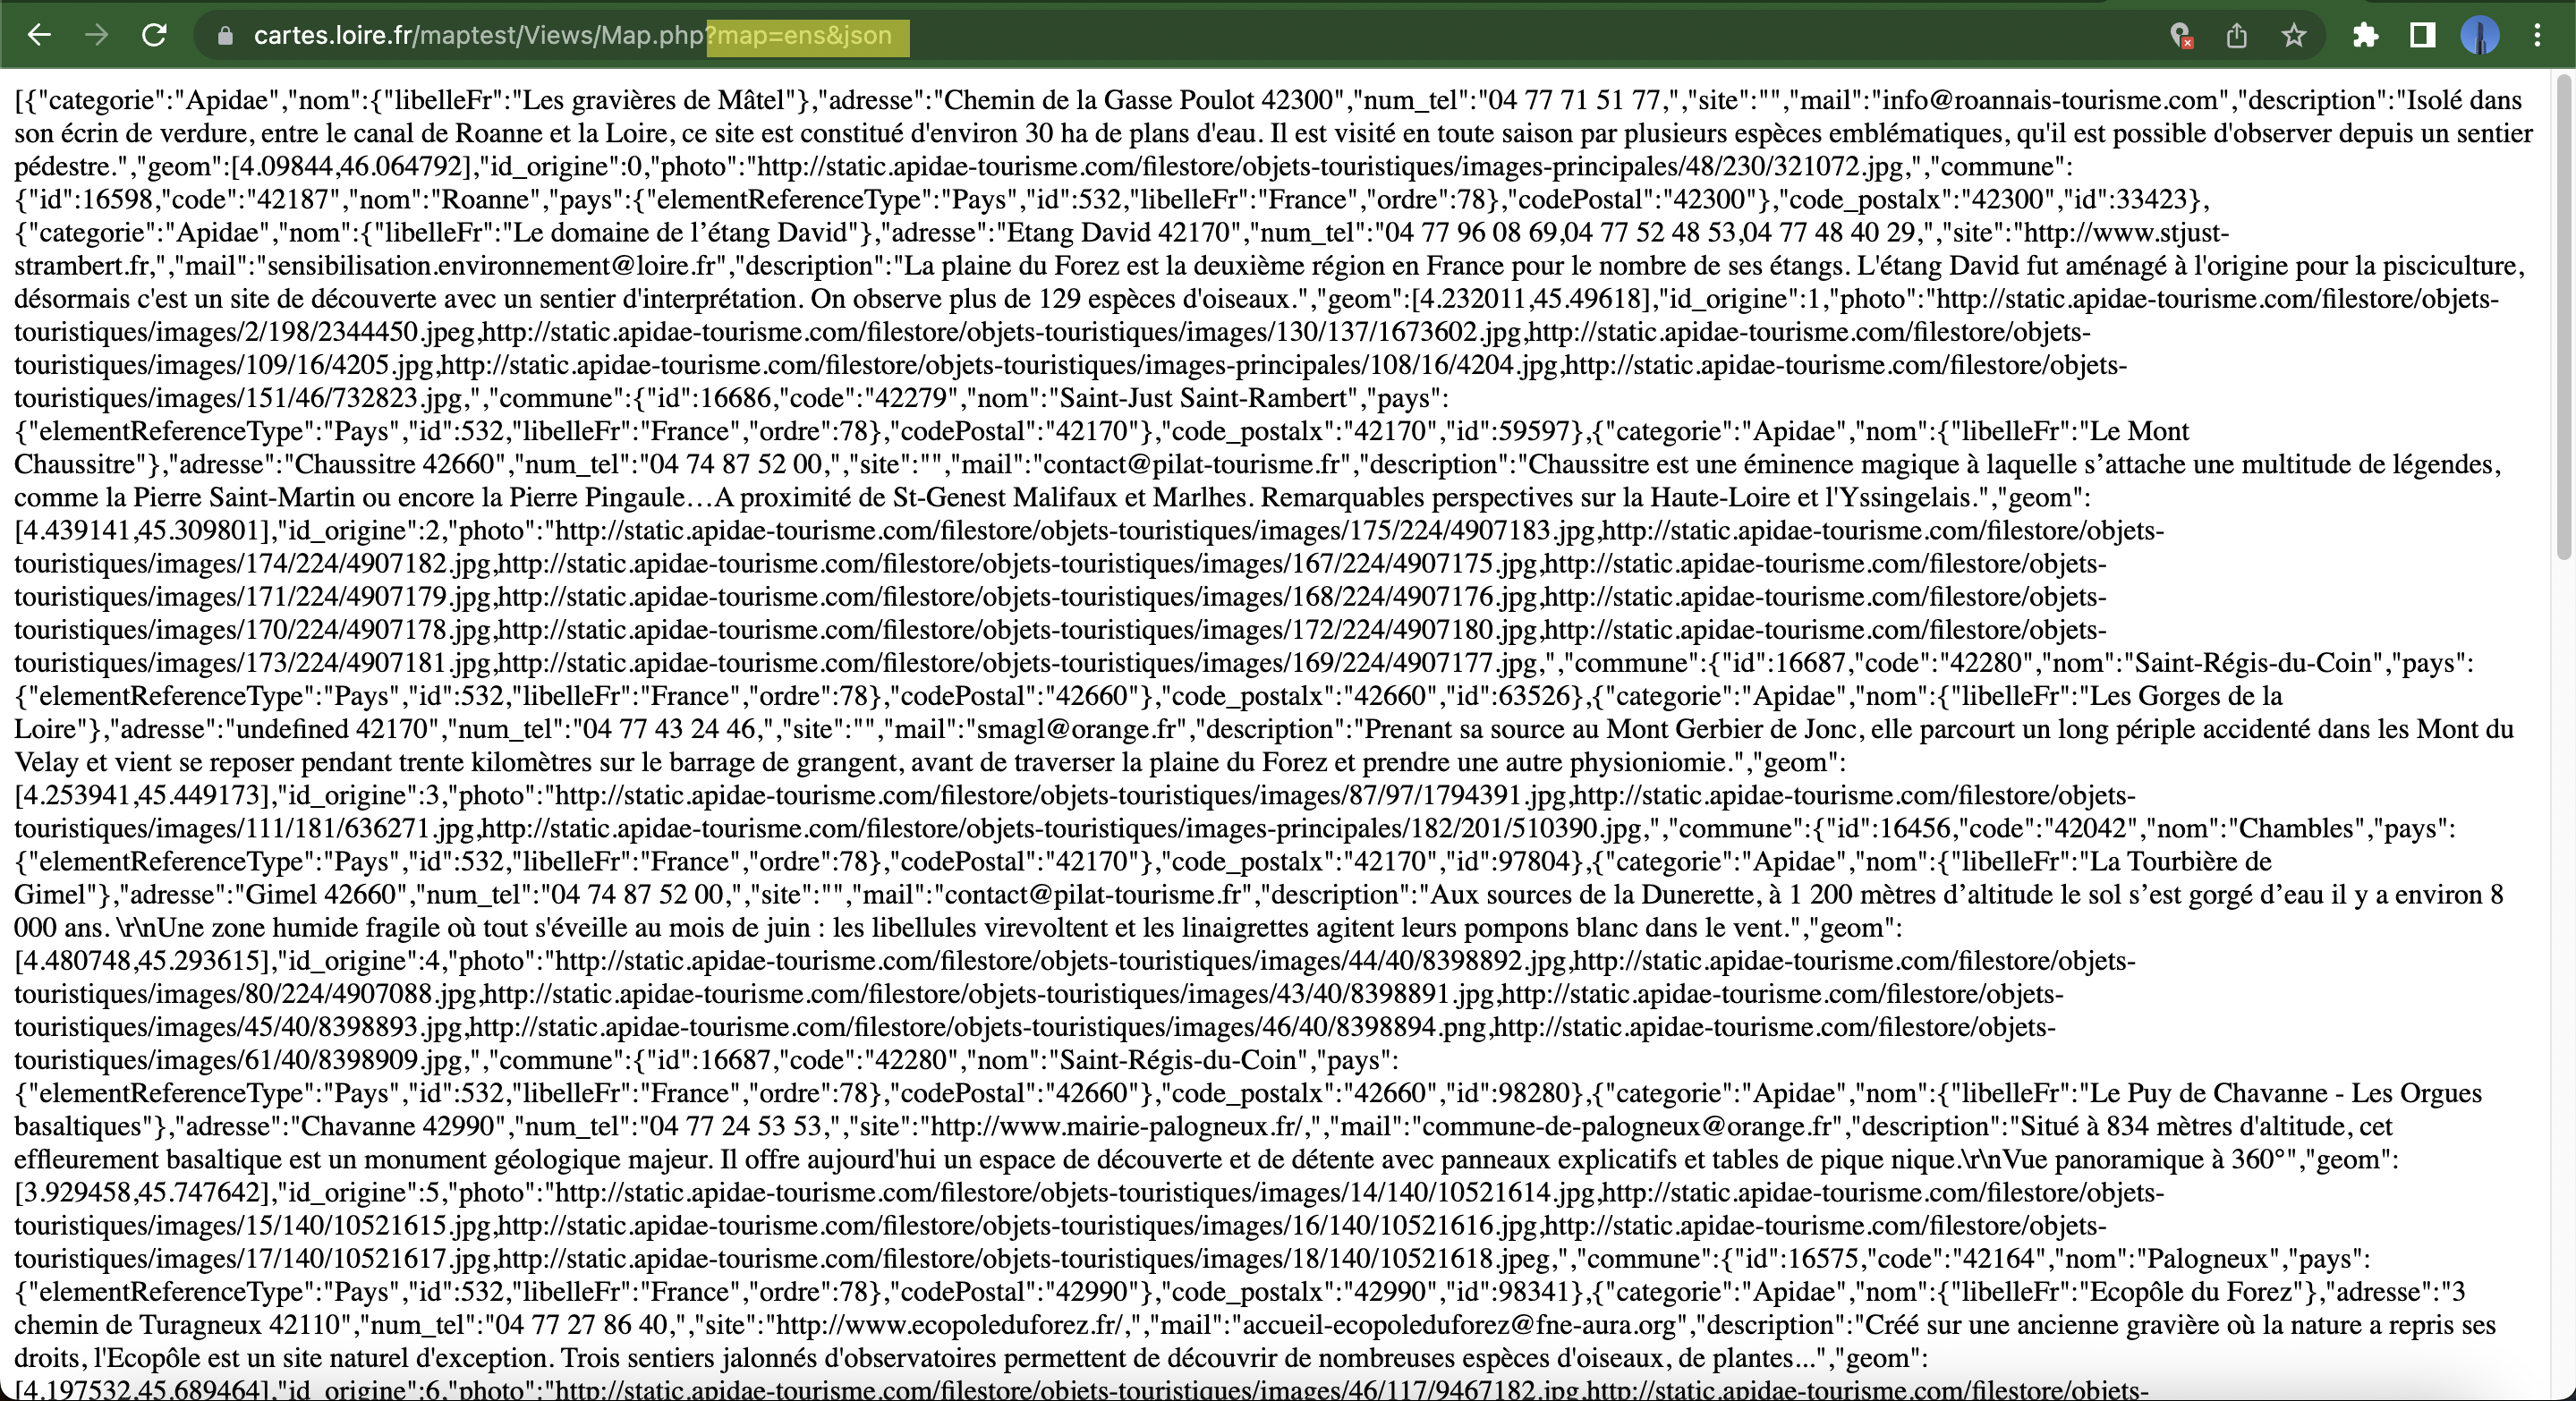 cartes.loire.fr/maptest/Views/Map.php?map=ens&json
[{"categorie":"Apidae","nom":{"libelleFr":"Les gravières de Mâtel"},"adresse":"Chemin de la Gasse Poulot 42300","num_tel":"04 77 71 51 77,","site":"","mail":"info@roannais-tourisme.com","description":"Isolé dans
son écrin de verdure, entre le canal de Roanne et la Loire, ce site est constitué d'environ 30 ha de plans d'eau. Il est visité en toute saison par plusieurs espèces emblématiques, qu'il est possible d'observer depuis un sentier
pédestre.","geom":[4.09844,46.064792],"id_origine":0,"photo":"http://static.apidae-tourisme.com/filestore/objets-touristiques/images-principales/48/230/321072.jpg,","commune":
{"id":16598,"code":"42187","nom":"Roanne","pays":{"elementReferenceType":"Pays","id":532,"libelleFr":"France","ordre":78},"codePostal":"42300"},"code_postalx":"42300","id":33423},
{"categorie":"Apidae","nom":{"libelleFr":"Le domaine de l’étang David"},"adresse":"Etang David 42170","num_tel":"04 77 96 08 69,04 77 52 48 53,04 77 48 40 29,","site":"http://www.stjust-
strambert.fr,","mail":"sensibilisation.environnement@loire.fr","description":"La plaine du Forez est la deuxième région en France pour le nombre de ses étangs. L'étang David fut aménagé à l'origine pour la pisciculture,
désormais c'est un site de découverte avec un sentier d'interprétation. On observe plus de 129 espèces d'oiseaux.","geom":[4.232011,45.49618],"id_origine":1,"photo":"http://static.apidae-tourisme.com/filestore/objets-
touristiques/images/2/198/2344450.jpeg,http://static.apidae-tourisme.com/filestore/objets-touristiques/images/130/137/1673602.jpg,http://static.apidae-tourisme.com/filestore/objets-
touristiques/images/109/16/4205.jpg,http://static.apidae-tourisme.com/filestore/objets-touristiques/images-principales/108/16/4204.jpg,http://static.apidae-tourisme.com/filestore/objets-
touristiques/images/151/46/732823.jpg,","commune":{"id":16686,"code":"42279","nom":"Saint-Just Saint-Rambert","pays":
{"elementReferenceType":"Pays","id":532,"libelleFr":"France","ordre":78},"codePostal":"42170"},"code_postalx":"42170","id":59597},{"categorie":"Apidae","nom":{"libelleFr":"Le Mont
Chaussitre"},"adresse":"Chaussitre 42660","num_tel":"04 74 87 52 00,","site":"","mail":"contact@pilat-tourisme.fr","description":"Chaussitre est une éminence magique à laquelle s’attache une multitude de légendes,
comme la Pierre Saint-Martin ou encore la Pierre Pingaule…A proximité de St-Genest Malifaux et Marlhes. Remarquables perspectives sur la Haute-Loire et l'Yssingelais.","geom":
[4.439141,45.309801],"id_origine":2,"photo":"http://static.apidae-tourisme.com/filestore/objets-touristiques/images/175/224/4907183.jpg,http://static.apidae-tourisme.com/filestore/objets-
touristiques/images/174/224/4907182.jpg,http://static.apidae-tourisme.com/filestore/objets-touristiques/images/167/224/4907175.jpg,http://static.apidae-tourisme.com/filestore/objets-
touristiques/images/171/224/4907179.jpg,http://static.apidae-tourisme.com/filestore/objets-touristiques/images/168/224/4907176.jpg,http://static.apidae-tourisme.com/filestore/objets-
touristiques/images/170/224/4907178.jpg,http://static.apidae-tourisme.com/filestore/objets-touristiques/images/172/224/4907180.jpg,http://static.apidae-tourisme.com/filestore/objets-
touristiques/images/173/224/4907181.jpg,http://static.apidae-tourisme.com/filestore/objets-touristiques/images/169/224/4907177.jpg,","commune":{"id":16687,"code":"42280","nom":"Saint-Régis-du-Coin","pays":
{"elementReferenceType":"Pays","id":532,"libelleFr":"France","ordre":78},"codePostal":"42660"},"code_postalx":"42660","id":63526},{"categorie":"Apidae","nom":{"libelleFr":"Les Gorges de la
Loire"},"adresse":"undefined 42170","num_tel":"04 77 43 24 46,","site":"","mail":"smagl@orange.fr","description":"Prenant sa source au Mont Gerbier de Jonc, elle parcourt un long périple accidenté dans les Mont du
Velay et vient se reposer pendant trente kilomètres sur le barrage de grangent, avant de traverser la plaine du Forez et prendre une autre physioniomie.","geom":
[4.253941,45.449173],"id_origine":3,"photo":"http://static.apidae-tourisme.com/filestore/objets-touristiques/images/87/97/1794391.jpg,http://static.apidae-tourisme.com/filestore/objets-
touristiques/images/111/181/636271.jpg,http://static.apidae-tourisme.com/filestore/objets-touristiques/images-principales/182/201/510390.jpg,","commune":{"id":16456,"code":"42042","nom":"Chambles","pays":
{"elementReferenceType":"Pays","id":532,"libelleFr":"France","ordre":78},"codePostal":"42170"},"code_postalx":"42170","id":97804},{"categorie":"Apidae","nom":{"libelleFr":"La Tourbière de
Gimel"},"adresse":"Gimel 42660","num_tel":"04 74 87 52 00,","site":"","mail":"contact@pilat-tourisme.fr","description":"Aux sources de la Dunerette, à 1 200 mètres d’altitude le sol s’est gorgé d’eau il y a environ 8
000 ans. \r\nUne zone humide fragile où tout s'éveille au mois de juin : les libellules virevoltent et les linaigrettes agitent leurs pompons blanc dans le vent.","geom":
[4.480748,45.293615],"id_origine":4,"photo":"http://static.apidae-tourisme.com/filestore/objets-touristiques/images/44/40/8398892.jpg,http://static.apidae-tourisme.com/filestore/objets-
touristiques/images/80/224/4907088.jpg,http://static.apidae-tourisme.com/filestore/objets-touristiques/images/43/40/8398891.jpg,http://static.apidae-tourisme.com/filestore/objets-
touristiques/images/45/40/8398893.jpg,http://static.apidae-tourisme.com/filestore/objets-touristiques/images/46/40/8398894.png,http://static.apidae-tourisme.com/filestore/objets-
touristiques/images/61/40/8398909.jpg,","commune":{"id":16687,"code":"42280","nom":"Saint-Régis-du-Coin","pays":
{"elementReferenceType":"Pays","id":532,"libelleFr":"France","ordre":78},"codePostal":"42660"},"code_postalx":"42660","id":98280},{"categorie":"Apidae","nom":{"libelleFr":"Le Puy de Chavanne - Les Orgues
basaltiques"},"adresse":"Chavanne 42990","num_tel":"04 77 24 53 53,","site":"http://www.mairie-palogneux.fr/,","mail":"commune-de-palogneux@orange.fr","description":"Situé à 834 mètres d'altitude, cet
effleurement basaltique est un monument géologique majeur. Il offre aujourd'hui un espace de découverte et de détente avec panneaux explicatifs et tables de pique nique.\r\nVue panoramique à 360°","geom":
[3.929458,45.747642],"id_origine":5,"photo":"http://static.apidae-tourisme.com/filestore/objets-touristiques/images/14/140/10521614.jpg,http://static.apidae-tourisme.com/filestore/objets-
touristiques/images/15/140/10521615.jpg,http://static.apidae-tourisme.com/filestore/objets-touristiques/images/16/140/10521616.jpg,http://static.apidae-tourisme.com/filestore/objets-
touristiques/images/17/140/10521617.jpg,http://static.apidae-tourisme.com/filestore/objets-touristiques/images/18/140/10521618.jpeg,","commune":{"id":16575,"code":"42164","nom":"Palogneux","pays":
{"elementReferenceType":"Pays","id":532,"libelleFr":"France","ordre":78},"codePostal":"42990"},"code_postalx":"42990","id":98341},{"categorie":"Apidae","nom":{"libelleFr":"Ecopôle du Forez"},"adresse":"3
chemin de Turagneux 42110","num_tel":"04 77 27 86 40,","site":"http://www.ecopoleduforez.fr/,","mail":"accueil-ecopoleduforez@fne-aura.org","description":"Créé sur une ancienne gravière où la nature a repris ses
droits, l'Ecopôle est un site naturel d'exception. Trois sentiers jalonnés d'observatoires permettent de découvrir de nombreuses espèces d'oiseaux, de plantes...","geom":
[4.197532,45.689464],"id_origine":6,"photo":"http://static.apidae-tourisme.com/filestore/objets-touristiques/images/46/117/9467182.jpg,http://static.apidae-tourisme.com/filestore/objets-